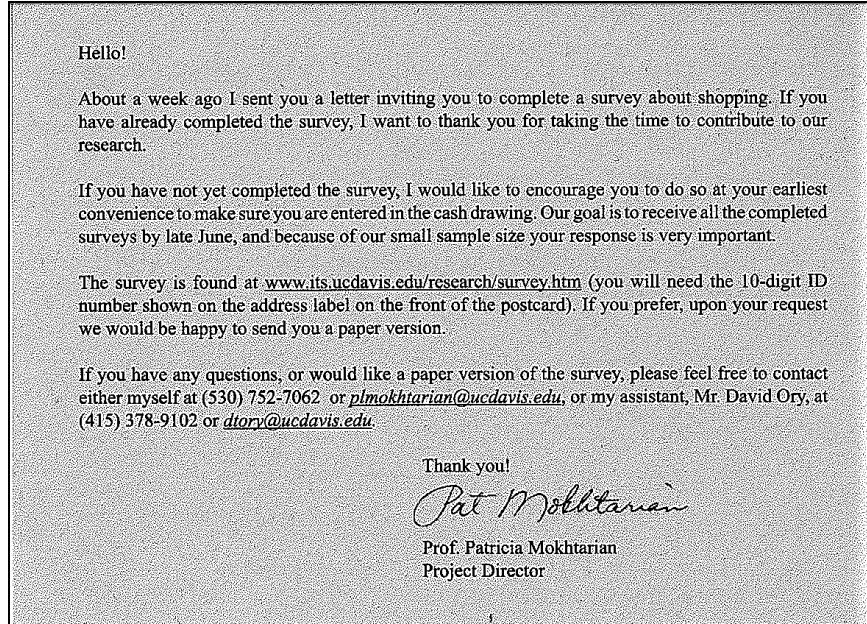 Hello!
About a week ago I sent you a letter inviting you to complete a survey about shopping. If you
have already completed the survey, I want to thank you for taking the time to contribute to our
research.
If you have not yet completed the survey, I would like to encourage you to do so at your earliest
convenience to make sure you are entered in the cash drawing. Our goal is to receive all the completed
surveys by late June, and because of our small sample size your response is very important.
The survey is found at www.its.ucdavis.edu/research/survey.htm (you will need the 10-digit ID
number shown on the address label on the front of the postcard). If you prefer, upon your request
we would be happy to send you a paper version.
If you have any questions, or would like a paper version of the survey, please feel free to contact
either myself at (530) 752-7062 or plmokhtarian@ucdavis.edu, or my assistant, Mr. David Ory, at
(415) 378-9102 or dtory@ucdavis.edu.
Thank you!
Pat Mokhtarian
Prof. Patricia Mokhtarian
Project Director